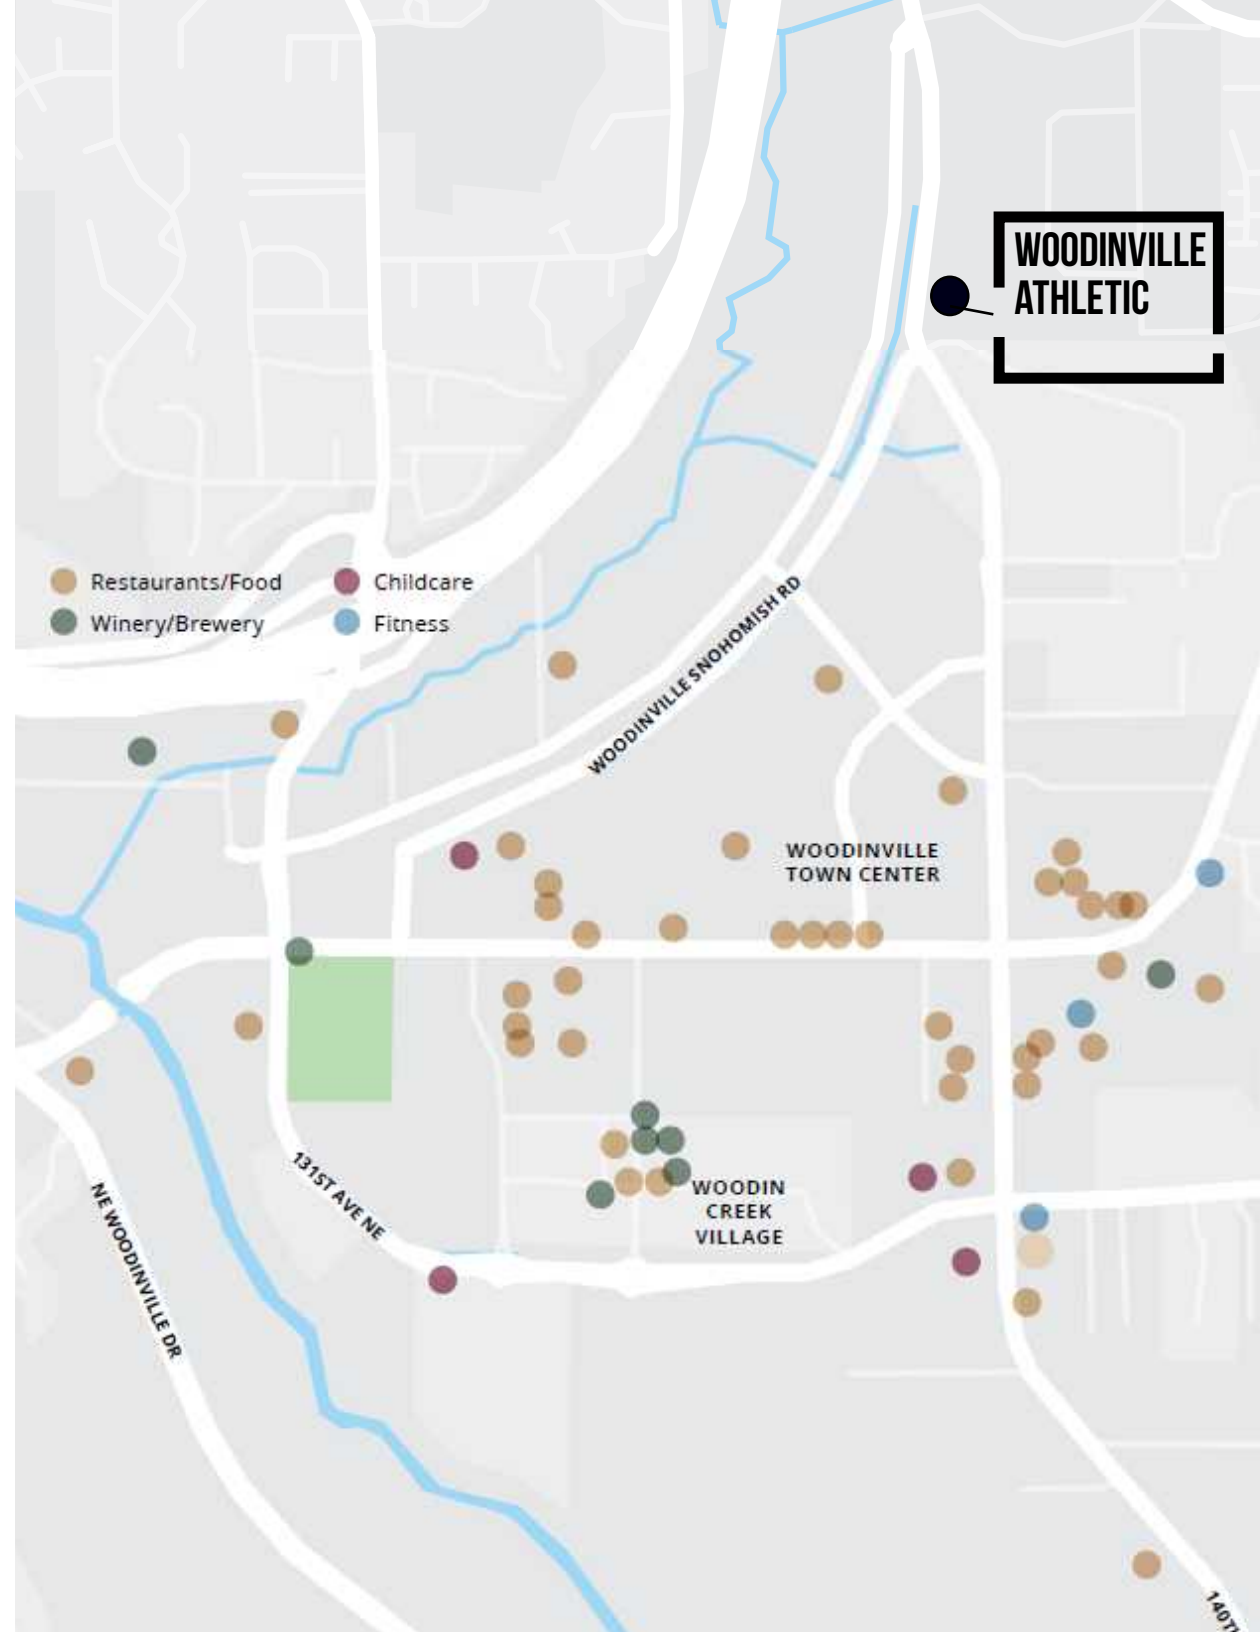 WOODINVILLE
ATHLETIC
Restaurants/Food
Childcare
Winery/Brewery
Fitness
WOODINVILLE SNOHOMISH RD
WOODINVILLE
TOWN CENTER
131ST AVE NE
WOODIN
CREEK
VILLAGE
NE WOODINVILLE DR